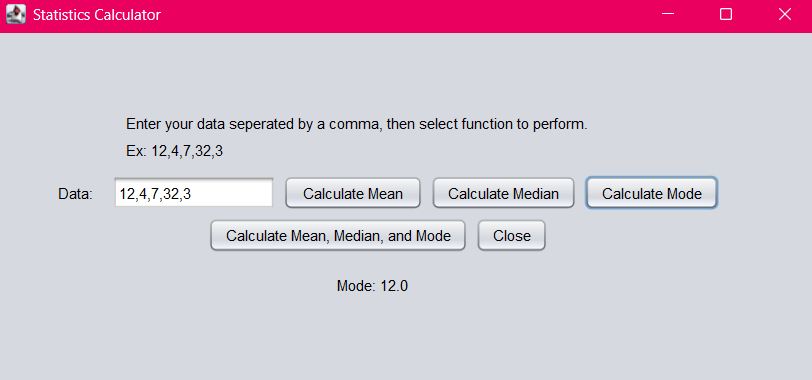 Statistics Calculator
Enter your data seperated by a comma, then select function to perform.
Ex: 12,4,7,32,3
Data: 12,4,7,32,3 Calculate Mean Calculate Median Calculate Mode
Calculate Mean, Median, and Mode Close
Mode: 12.0